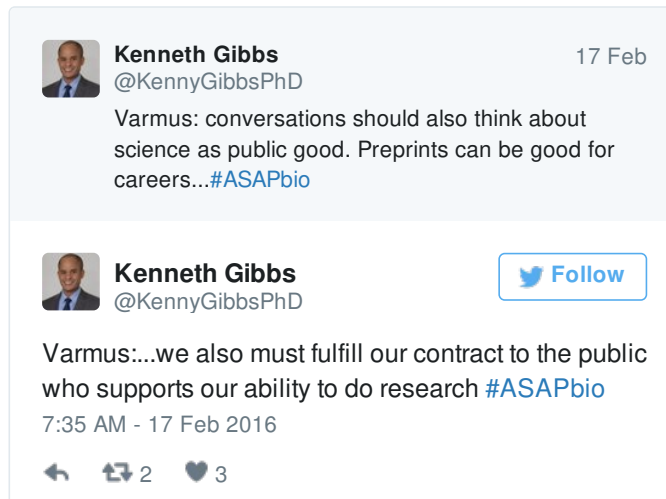 Kenneth Gibbs 17 Feb
@KennyGibbsPhD
Varmus: conversations should also think about
science as public good. Preprints can be good for
careers...#ASAPbio
Kenneth Gibbs Follow
@KennyGibbsPhD
Varmus:...we also must fulfill our contract to the public
who supports our ability to do research #ASAPbio
7:35 AM - 17 Feb 2016
2 3